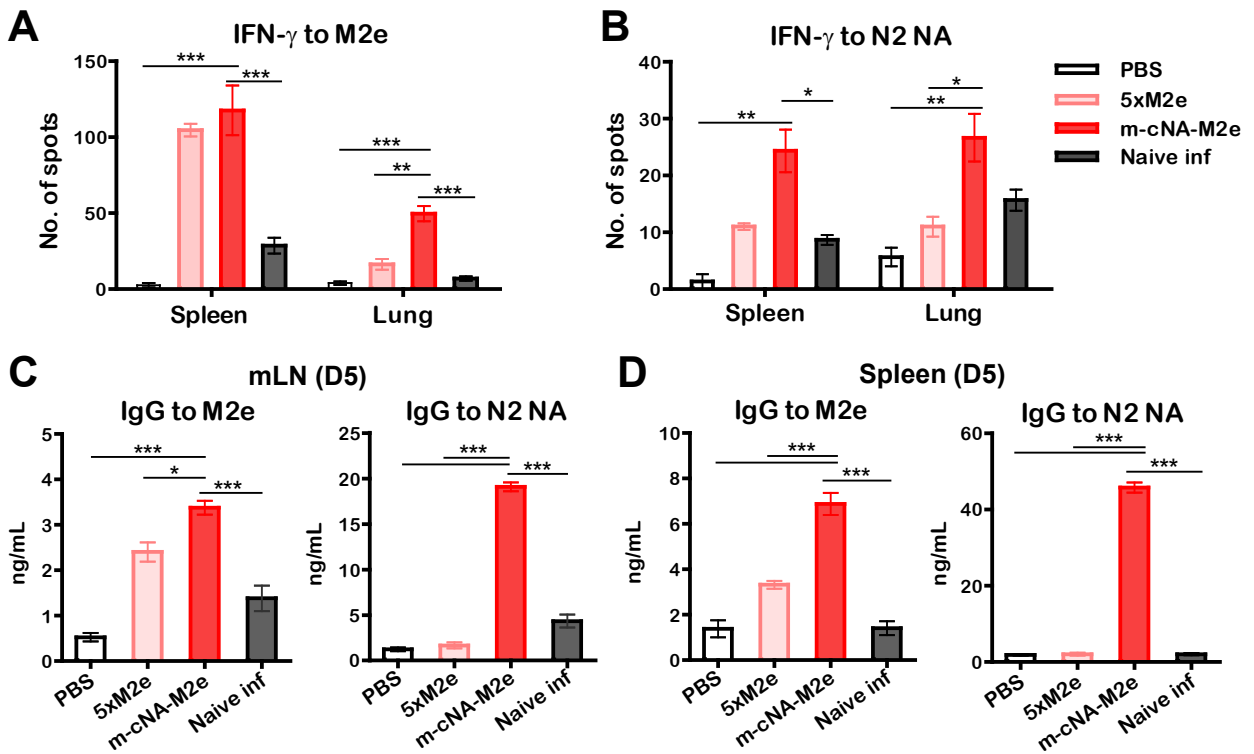 A
IFN-γ to M2e
No. of spots
150
100
50
0
***
***
***
**
***
Spleen
Lung
B
IFN-γ to N2 NA
No. of spots
40
30
20
10
0
**
*
**
*
Spleen
Lung
PBS
5xM2e
m-cNA-M2e
Naive inf
C
mLN (D5)
IgG to M2e
ng/mL
5
4
3
2
1
0
***
*
***
PBS
5xM2e
m-cNA-M2e
Naive inf
IgG to N2 NA
ng/mL
25
20
15
10
5
0
***
***
PBS
5xM2e
m-cNA-M2e
Naive inf
D
Spleen (D5)
IgG to M2e
ng/mL
10
8
6
4
2
0
***
***
PBS
5xM2e
m-cNA-M2e
Naive inf
IgG to N2 NA
ng/mL
60
40
20
0
***
***
PBS
5xM2e
m-cNA-M2e
Naive inf